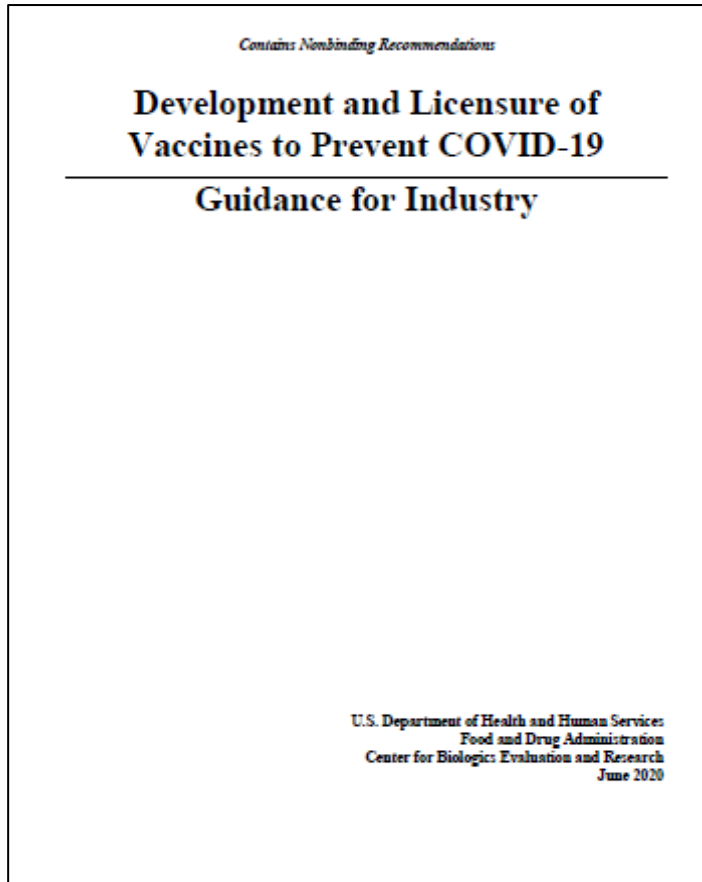 Contains Nonbinding Recommendations
Development and Licensure of
Vaccines to Prevent COVID-19
Guidance for Industry
U.S. Department of Health and Human Services
Food and Drug Administration
Center for Biologics Evaluation and Research
June 2020